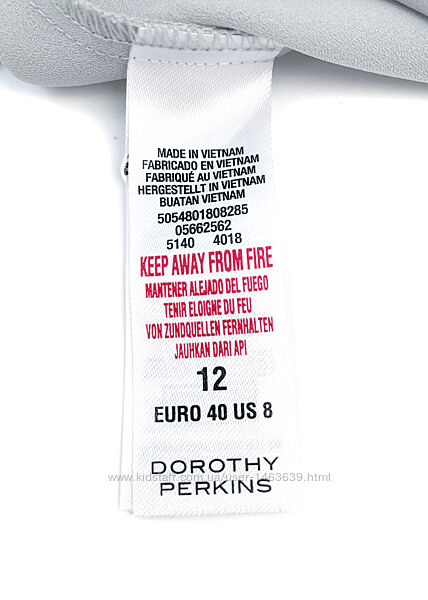 MADE IN VIETNAM
FABRICADO EN VIETNAM
FABRIQUÉ AU VIETNAM
HERGESTELLT IN VIETNAM
BUATAN VIETNAM
5054801808285
05662562
5140 4018
KEEP AWAY FROM FIRE
MANTENER ALEJADO DEL FUEGO
TENIR ELOIGNE DU FEU
VON ZUNDQUELLEN FERNHALTEN
JAUHKAN DARI API
12
EURO 40 US 8
DOROTHY
PERKINS
www.kidstaff.com.ua/user-1463639.html